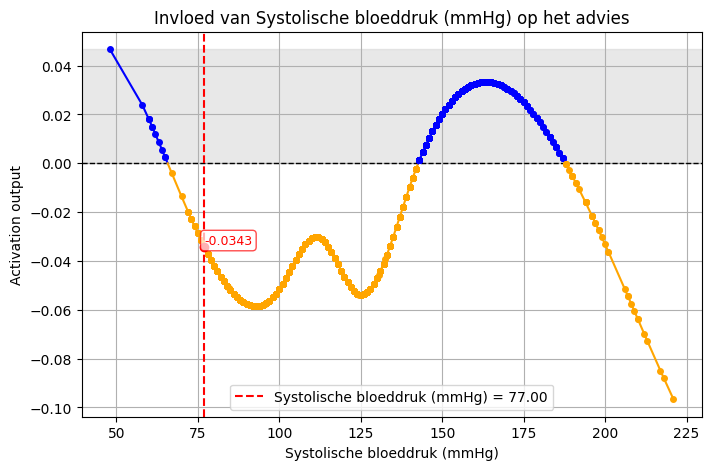 Invloed van Systolische bloeddruk (mmHg) op het advies
Activation output
0.04
0.02
0.00
−0.02
−0.04
−0.06
−0.08
−0.10
-0.0343
Systolische bloeddruk (mmHg) = 77.00
50 75 100 125 150 175 200 225
Systolische bloeddruk (mmHg)